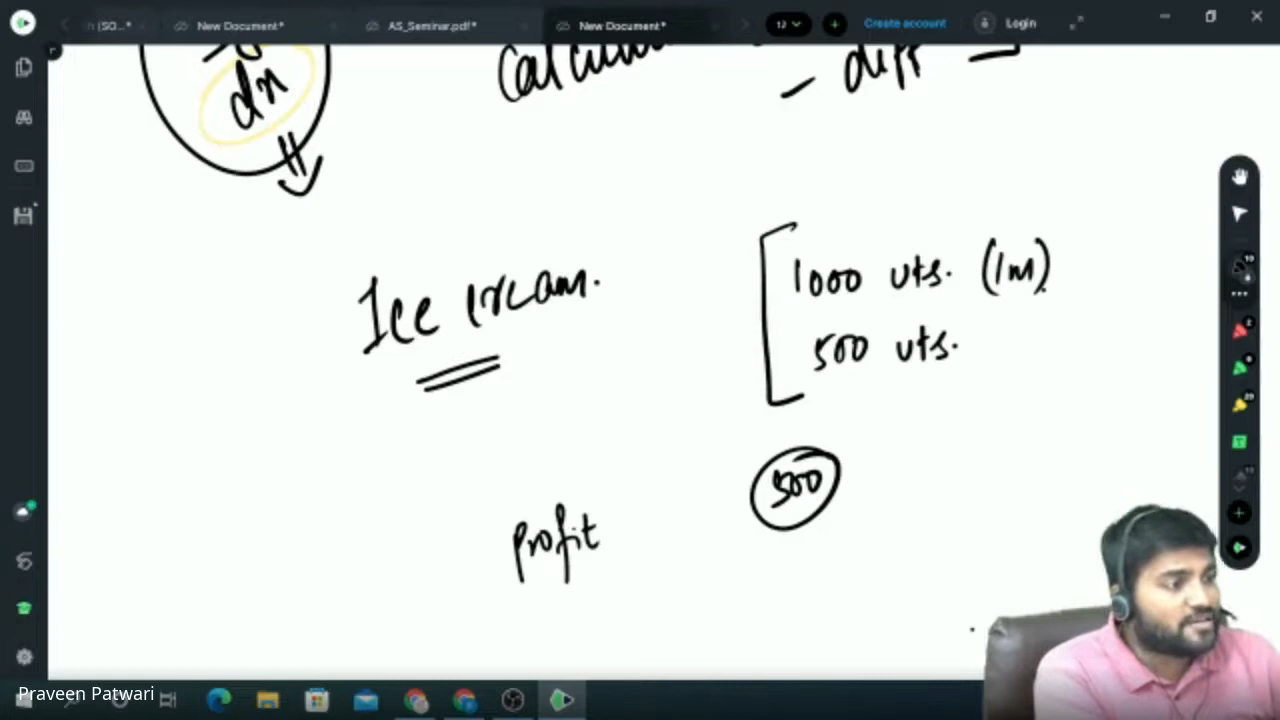 New Document*
AS_Seminar.pdf*
New Document*
12
Create account
Login
dx
- diff
Ice cream.
1000 uts. (1m)
500 uts.
500
Profit
Praveen Patwari